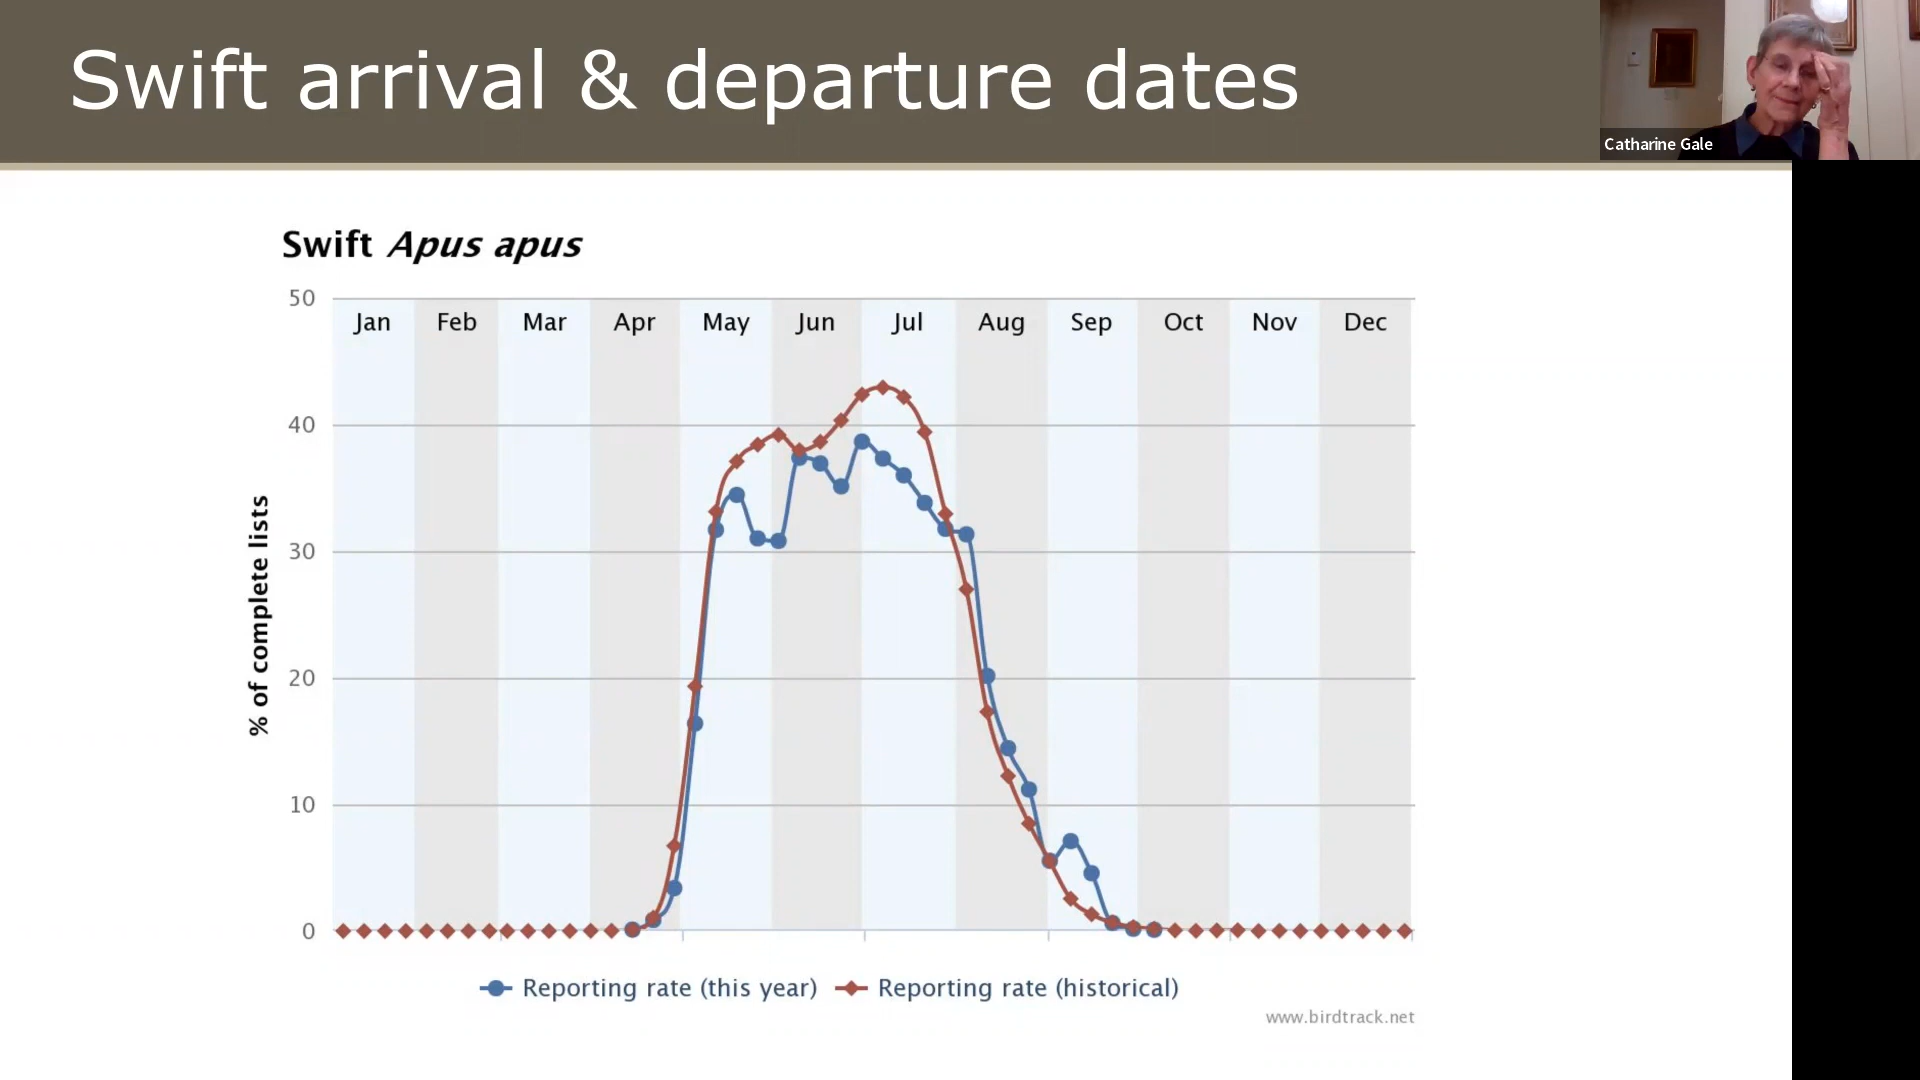 Swift arrival & departure dates
Catharine Gale
Swift Apus apus
50
Jan Feb Mar Apr May Jun Jul Aug Sep Oct Nov Dec
40
30
20
10
0
% of complete lists
Reporting rate (this year) Reporting rate (historical)
www.birdtrack.net